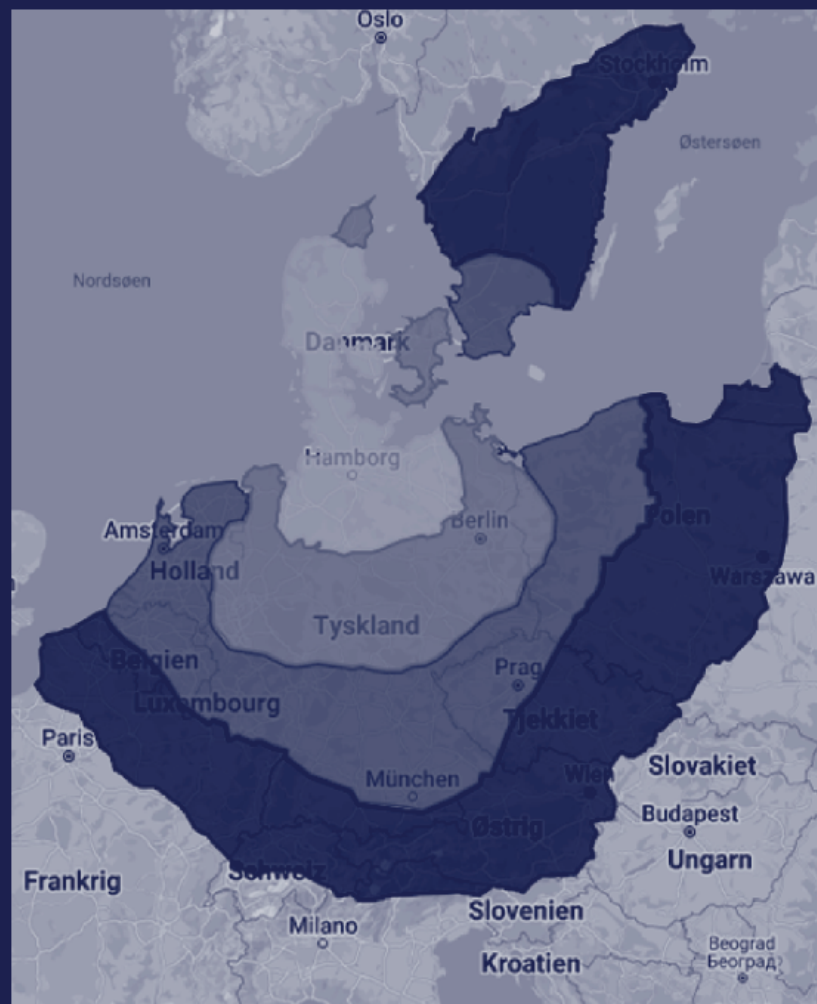 Oslo
Stockholm
Østersøen
Nordsøen
Danmark
Hamborg
Berlin
Amsterdam
Holland
Polen
Warszawa
Tyskland
Belgien
Prag
Luxembourg
Tjekkiet
Paris
München
Wien
Slovakiet
Budapest
Østrig
Ungarn
Schweiz
Frankrig
Slovenien
Milano
Kroatien
Beograd
Београд